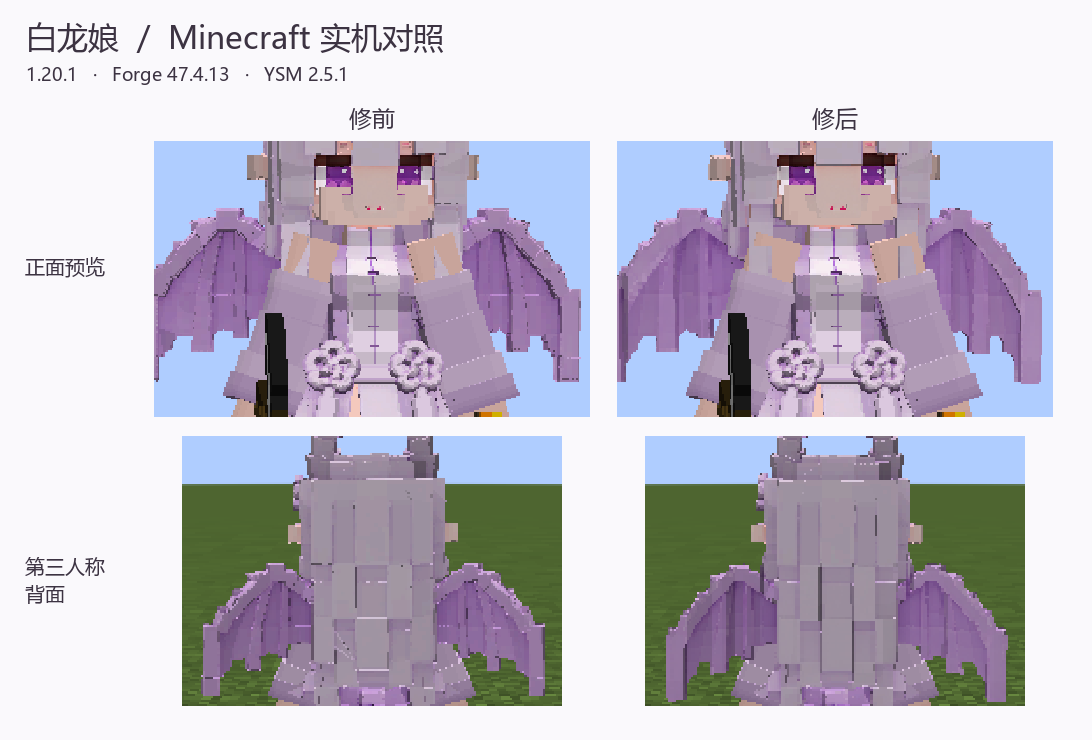 白龙娘 / Minecraft 实机对照
1.20.1 · Forge 47.4.13 · YSM 2.5.1
修前
修后
正面预览
第三人称
背面